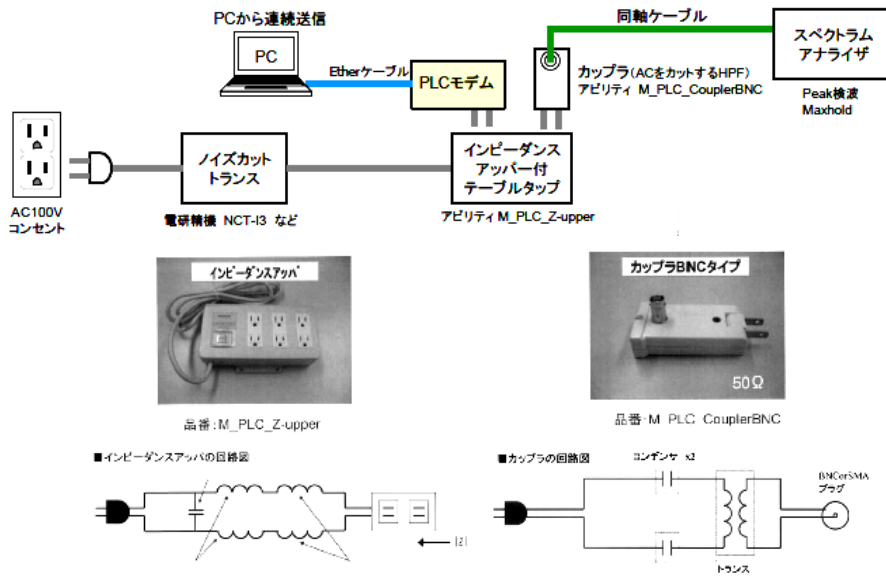 PCから連続送信
PC
Etherケーブル
PLCモデム
同軸ケーブル
カップラ(ACをカットするHPF)
アビリティ M_PLC_CouplerBNC
スペクトラム
アナライザ
Peak検波
Maxhold
AC100V
コンセント
ノイズカット
トランス
電研精機 NCT-I3 など
インピーダンス
アッパー付
テーブルタップ
アビリティ M_PLC_Z-upper
インピーダンスアッパ
品番:M_PLC_Z-upper
カップラBNCタイプ
50Ω
品番:M_PLC_CouplerBNC
■インピーダンスアッパの回路図
|Z|
■カップラの回路図
コンデンサ x2
トランス
BNCorSMA
プラグ